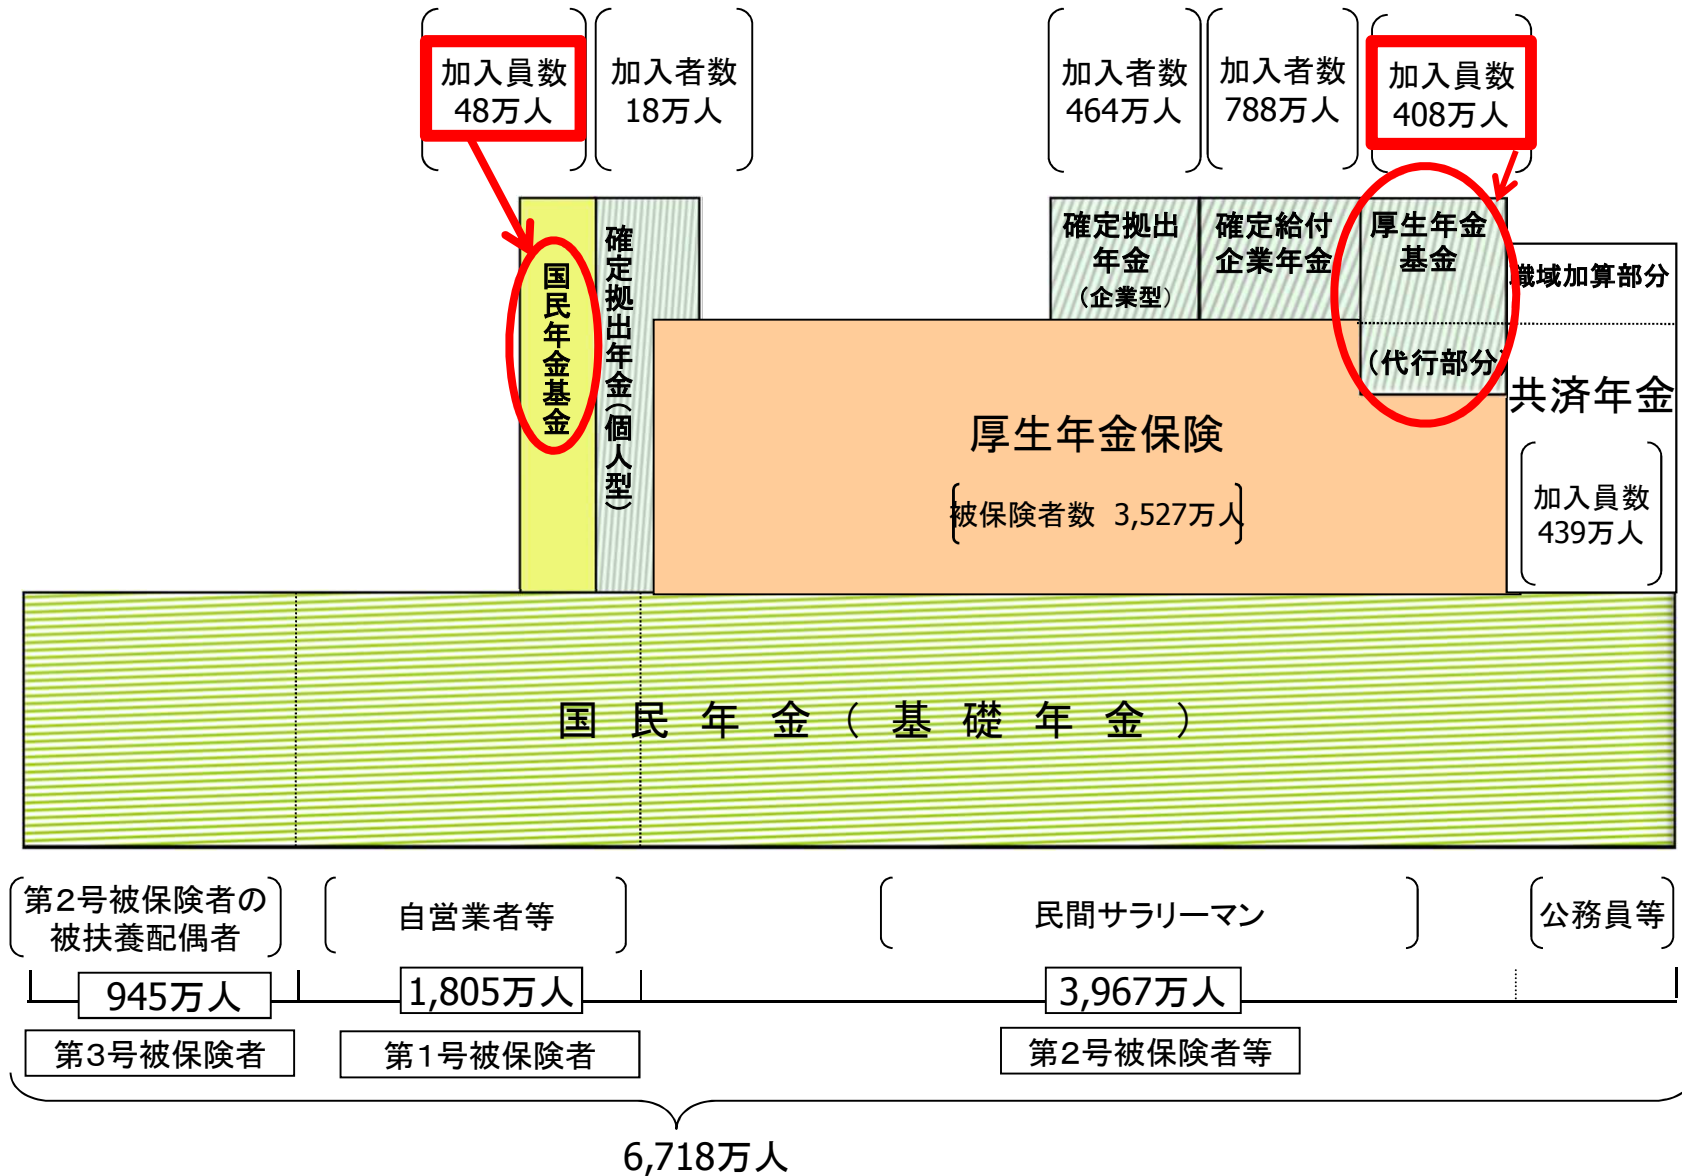 加入員数
48万人
加入者数
18万人
加入者数
464万人
加入者数
788万人
加入員数
408万人
国民年金基金
確定拠出年金(個人型)
確定拠出
年金
(企業型)
確定給付
企業年金
厚生年金
基金
(代行部分)
職域加算部分
共済年金
加入員数
439万人
厚生年金保険
被保険者数 3,527万人
国民年金(基礎年金)
第2号被保険者の
被扶養配偶者
自営業者等
民間サラリーマン
公務員等
945万人
1,805万人
3,967万人
第3号被保険者
第1号被保険者
第2号被保険者等
6,718万人